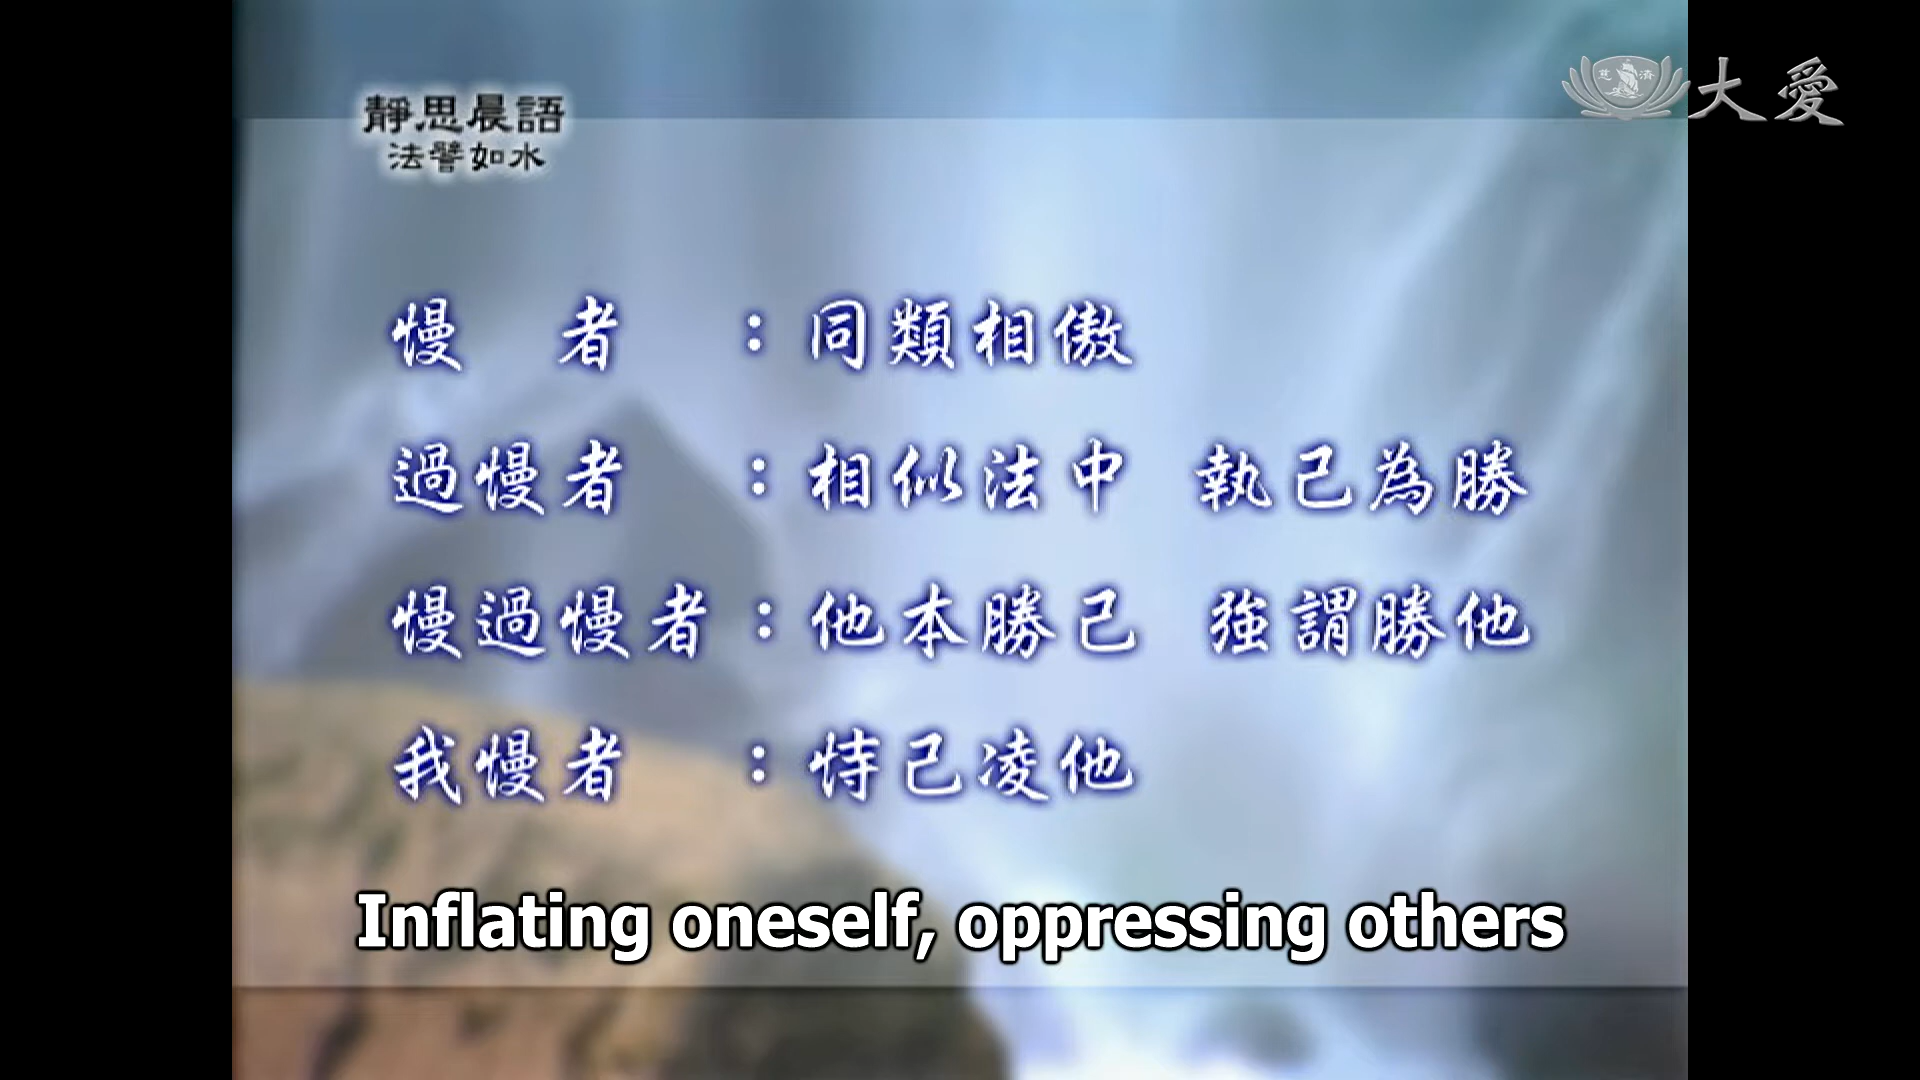 靜思晨語
法譬如水
慈濟
大愛
慢 者 ：同類相傲
過慢者 ：相似法中 執己為勝
慢過慢者：他本勝己 強謂勝他
我慢者 ：恃己凌他
Inflating oneself, oppressing others